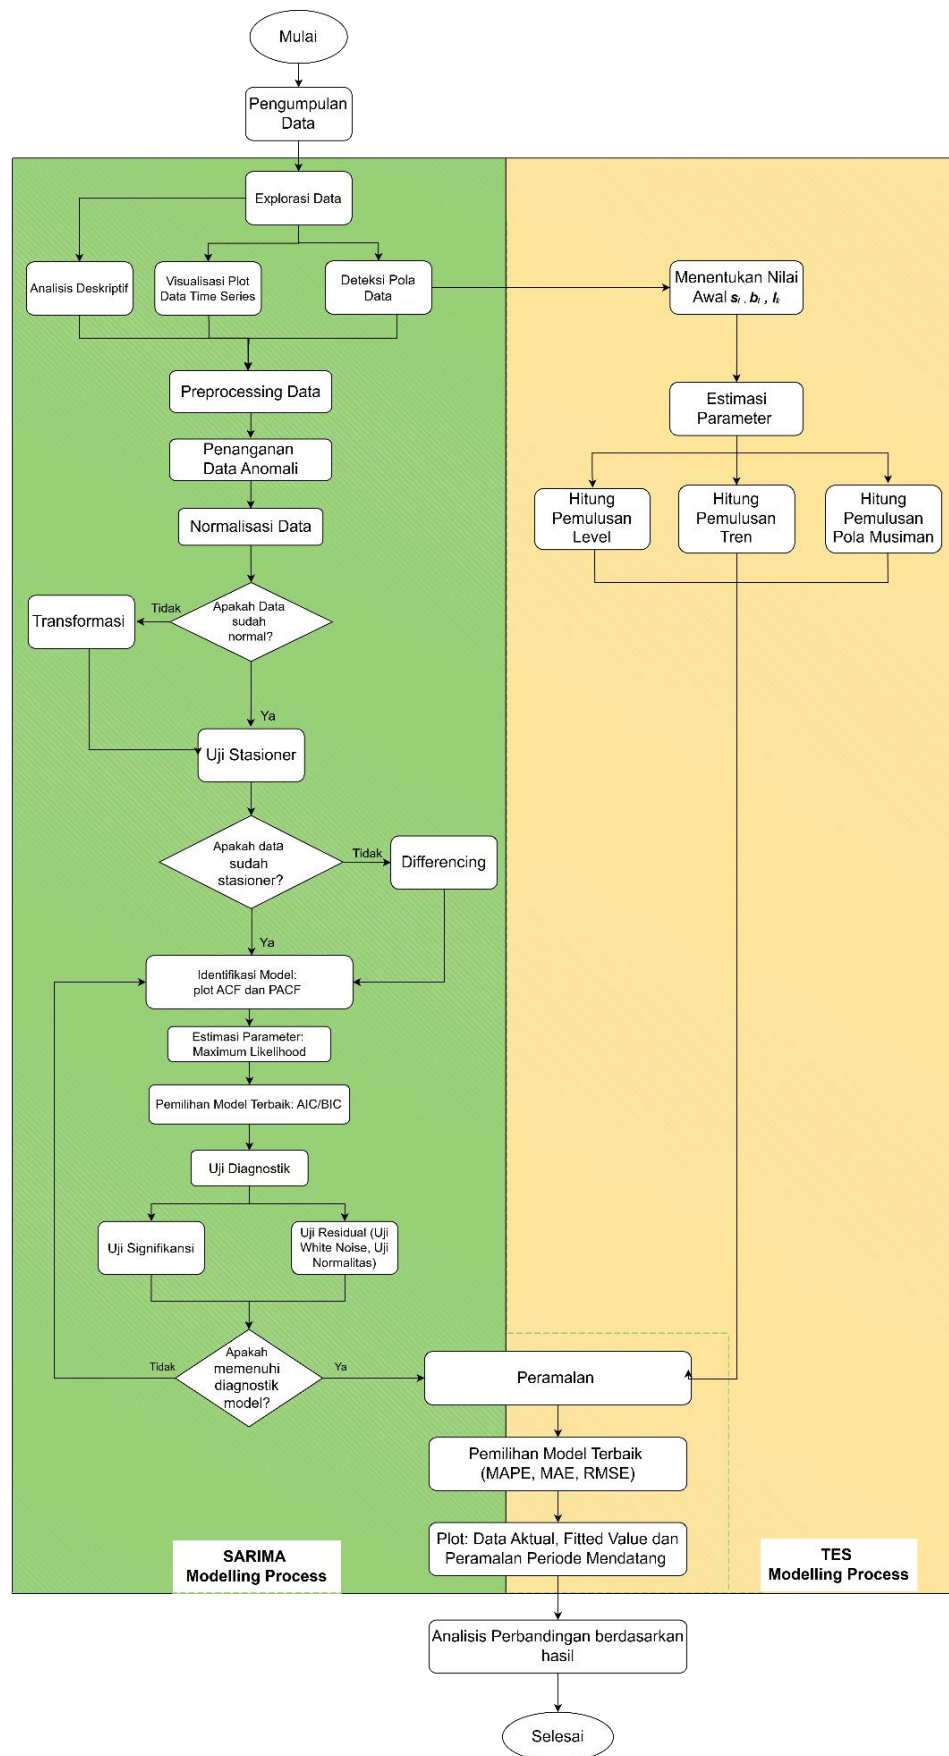 Mulai
Pengumpulan
Data
Explorasi Data
Analisis Deskriptif
Visualisasi Plot
Data Time Series
Deteksi Pola
Data
Menentukan Nilai
Awal sᵢ , bᵢ , Iₖ
Preprocessing Data
Estimasi
Parameter
Penanganan
Data Anomali
Hitung
Pemulusan
Level
Hitung
Pemulusan
Tren
Hitung
Pemulusan
Pola Musiman
Normalisasi Data
Apakah Data
sudah
normal?
Tidak
Transformasi
Ya
Uji Stasioner
Apakah data
sudah
stasioner?
Tidak
Differencing
Ya
Identifikasi Model:
plot ACF dan PACF
Estimasi Parameter:
Maximum Likelihood
Pemilihan Model Terbaik: AIC/BIC
Uji Diagnostik
Uji Signifikansi
Uji Residual (Uji
White Noise, Uji
Normalitas)
Apakah
memenuhi
diagnostik
model?
Tidak
Ya
Peramalan
Pemilihan Model Terbaik
(MAPE, MAE, RMSE)
Plot: Data Aktual, Fitted Value dan
Peramalan Periode Mendatang
SARIMA
Modelling Process
TES
Modelling Process
Analisis Perbandingan berdasarkan
hasil
Selesai